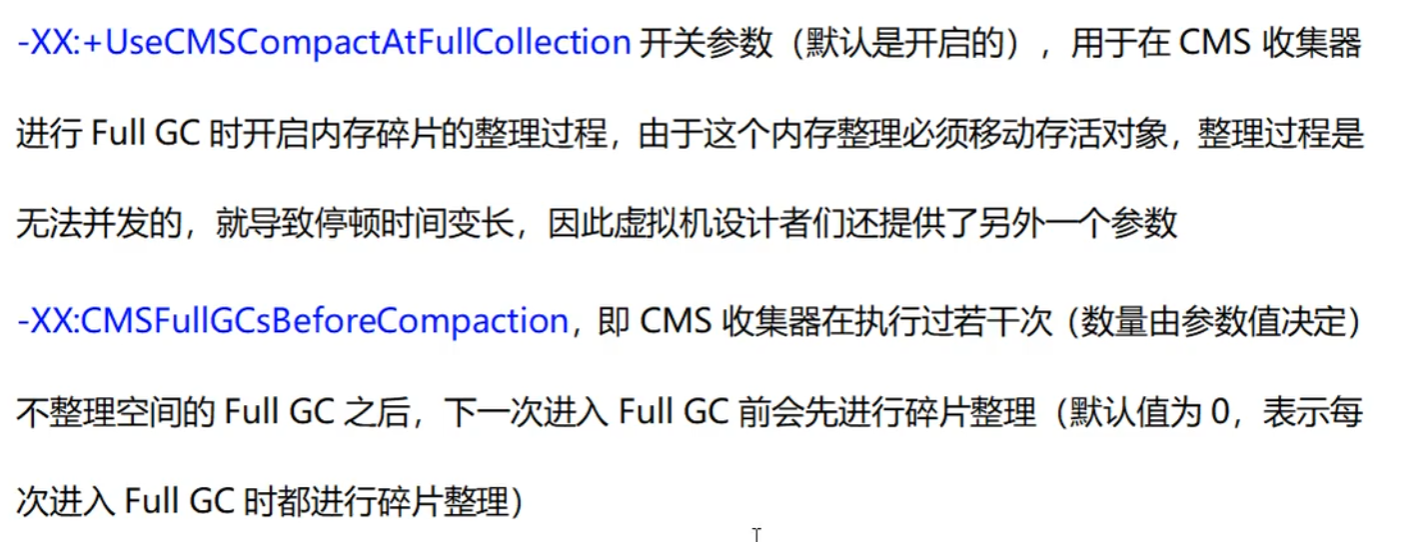 -XX:+UseCMSCompactAtFullCollection 开关参数（默认是开启的），用于在 CMS 收集器
进行 Full GC 时开启内存碎片的整理过程，由于这个内存整理必须移动存活对象，整理过程是
无法并发的，就导致停顿时间变长，因此虚拟机设计者们还提供了另外一个参数
-XX:CMSFullGCsBeforeCompaction，即 CMS 收集器在执行过若干次（数量由参数值决定）
不整理空间的 Full GC 之后，下一次进入 Full GC 前会先进行碎片整理（默认值为 0，表示每
次进入 Full GC 时都进行碎片整理）